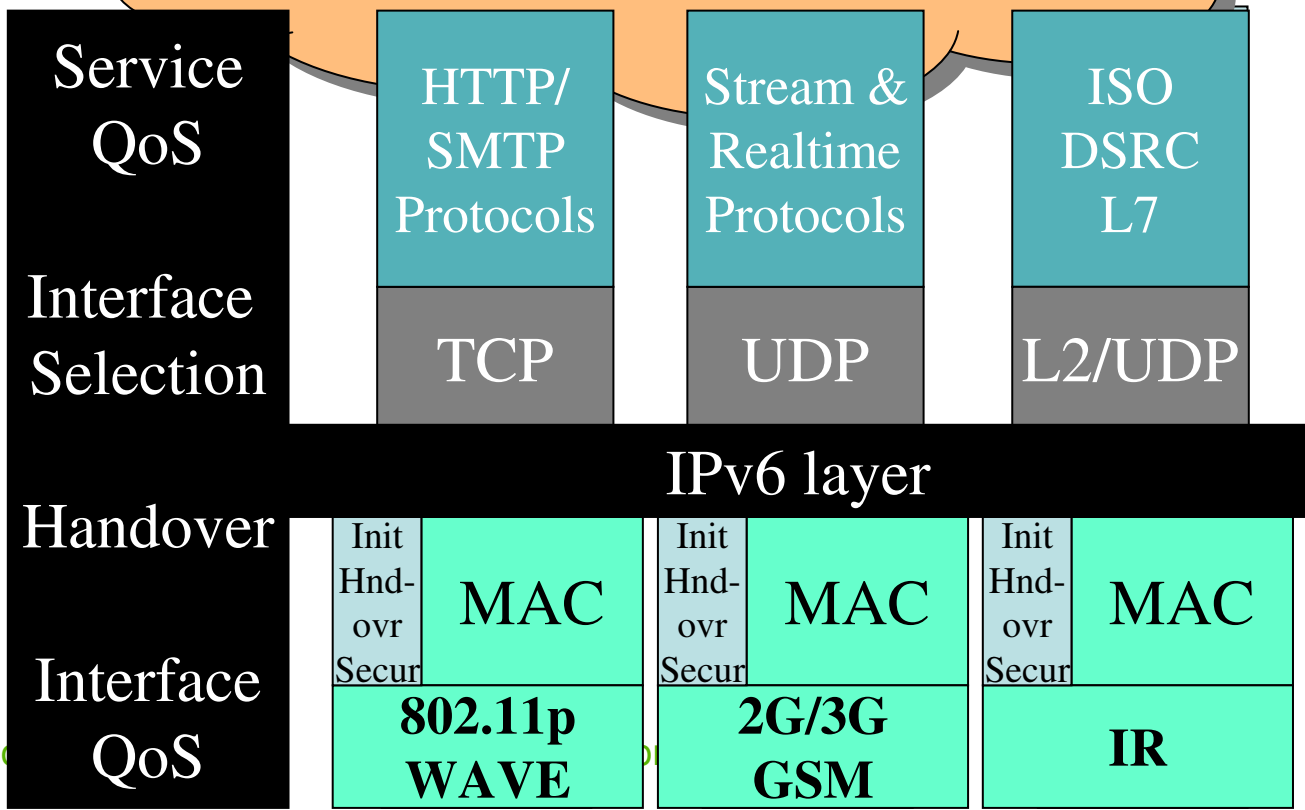 Service
QoS
Interface
Selection
Handover
Interface
QoS
HTTP/
SMTP
Protocols
Stream &
Realtime
Protocols
ISO
DSRC
L7
TCP
UDP
L2/UDP
IPv6 layer
Init
Hnd-
ovr
Secur
MAC
Init
Hnd-
ovr
Secur
MAC
Init
Hnd-
ovr
Secur
MAC
802.11p
WAVE
2G/3G
GSM
IR